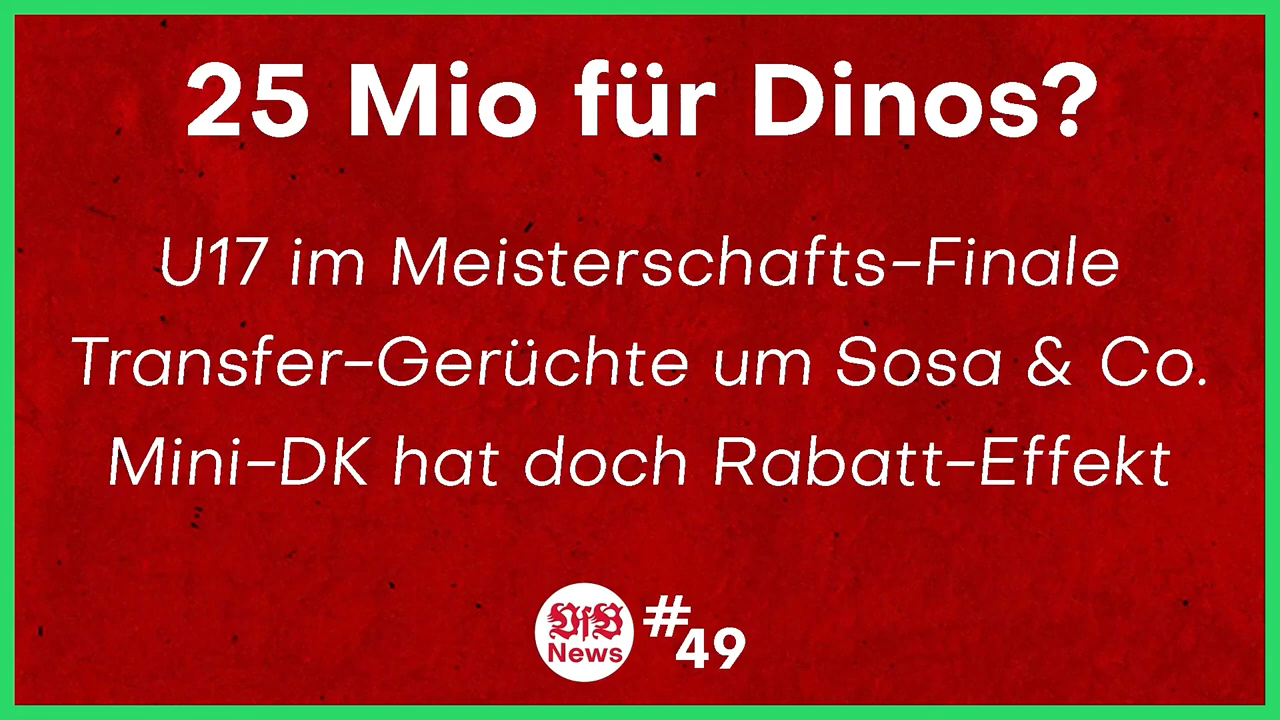 25 Mio für Dinos?
U17 im Meisterschafts-Finale
Transfer-Gerüchte um Sosa & Co.
Mini-DK hat doch Rabatt-Effekt
VfB
News
#49